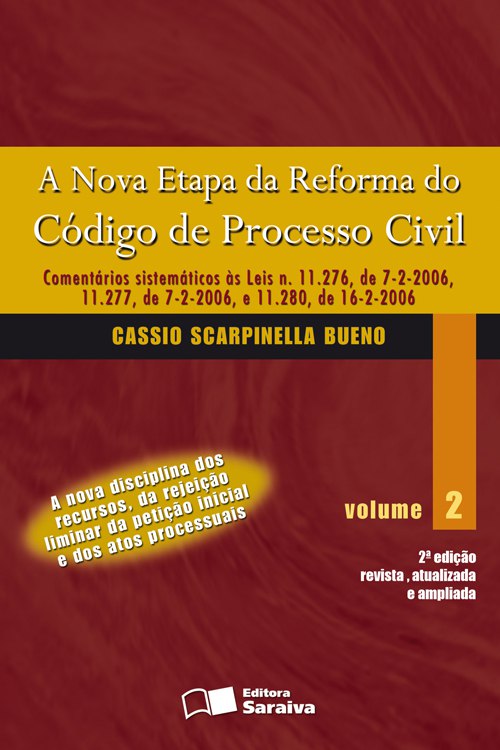 A Nova Etapa da Reforma do
Código de Processo Civil
Comentários sistemáticos às Leis n. 11.276, de 7-2-2006,
11.277, de 7-2-2006, e 11.280, de 16-2-2006
CASSIO SCARPINELLA BUENO
A nova disciplina dos
recursos, da rejeição
liminar da petição inicial
e dos atos processuais
volume 2
2ª edição
revista , atualizada
e ampliada
Editora
Saraiva